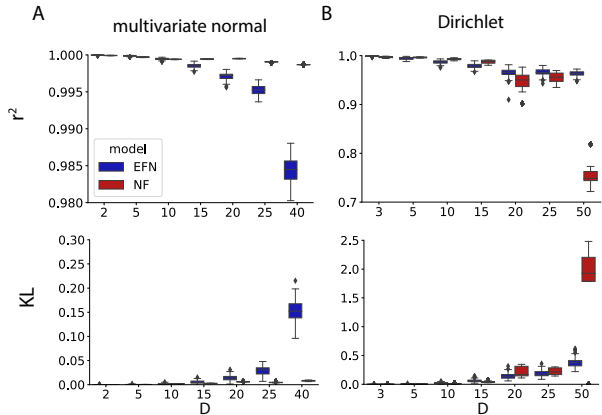 A
multivariate normal
B
Dirichlet
1.000
0.995
0.990
0.985
0.980
r²
model
EFN
NF
2 5 10 15 20 25 40
1.0
0.9
0.8
0.7
3 5 10 15 20 25 50
0.30
0.25
0.20
0.15
0.10
0.05
0.00
KL
2 5 10 15 20 25 40
D
2.5
2.0
1.5
1.0
0.5
0.0
3 5 10 15 20 25 50
D